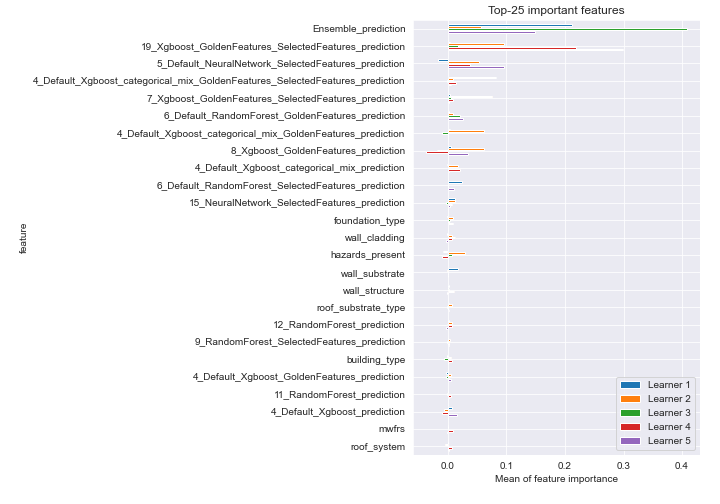 Top-25 important features
Ensemble_prediction
19_Xgboost_GoldenFeatures_SelectedFeatures_prediction
5_Default_NeuralNetwork_SelectedFeatures_prediction
4_Default_Xgboost_categorical_mix_GoldenFeatures_SelectedFeatures_prediction
7_Xgboost_GoldenFeatures_SelectedFeatures_prediction
6_Default_RandomForest_GoldenFeatures_prediction
4_Default_Xgboost_categorical_mix_GoldenFeatures_prediction
8_Xgboost_GoldenFeatures_prediction
4_Default_Xgboost_categorical_mix_prediction
6_Default_RandomForest_SelectedFeatures_prediction
15_NeuralNetwork_SelectedFeatures_prediction
foundation_type
wall_cladding
hazards_present
wall_substrate
wall_structure
roof_substrate_type
12_RandomForest_prediction
9_RandomForest_SelectedFeatures_prediction
building_type
4_Default_Xgboost_GoldenFeatures_prediction
11_RandomForest_prediction
4_Default_Xgboost_prediction
mwfrs
roof_system
feature
Learner 1
Learner 2
Learner 3
Learner 4
Learner 5
0.0 0.1 0.2 0.3 0.4
Mean of feature importance